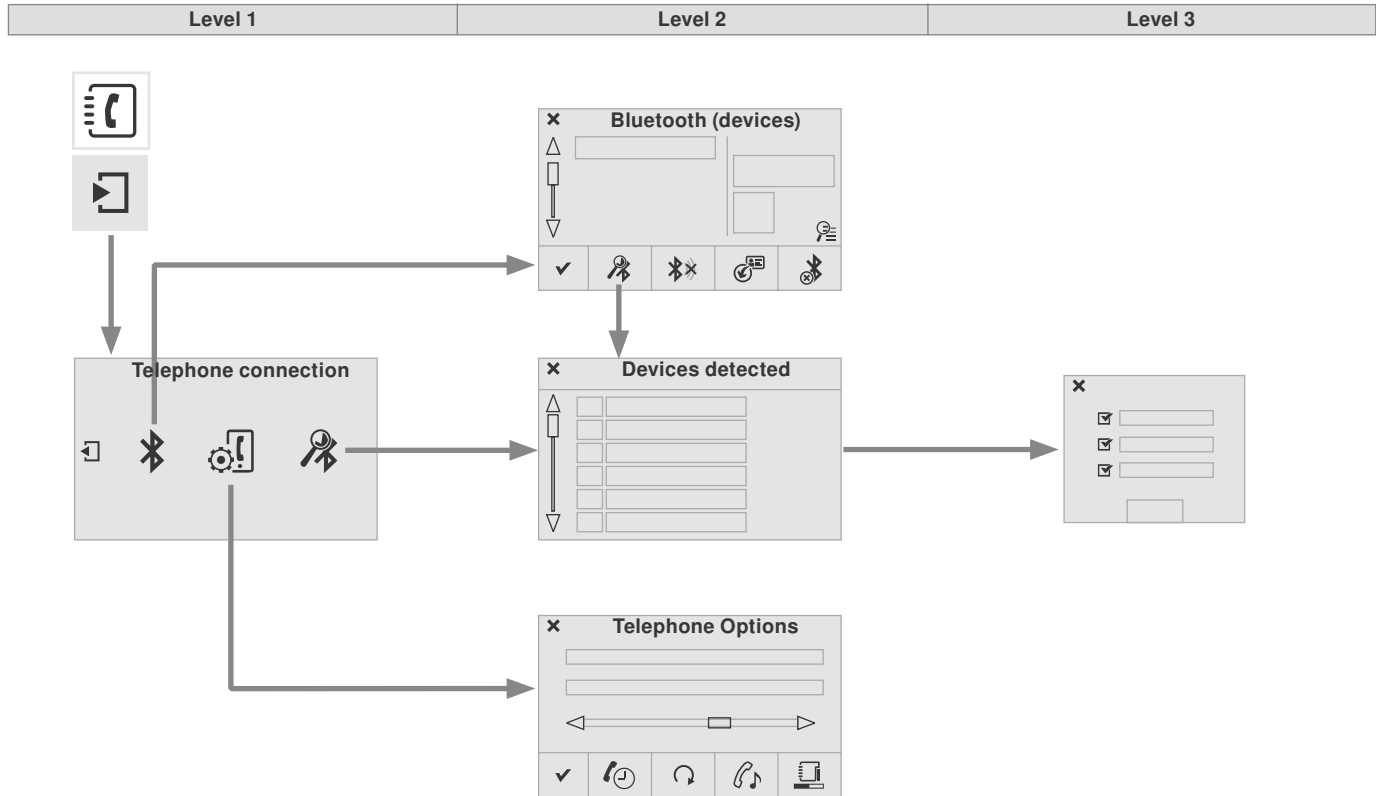 Level 1
Level 2
Level 3
Bluetooth (devices)
Telephone connection
Devices detected
Telephone Options